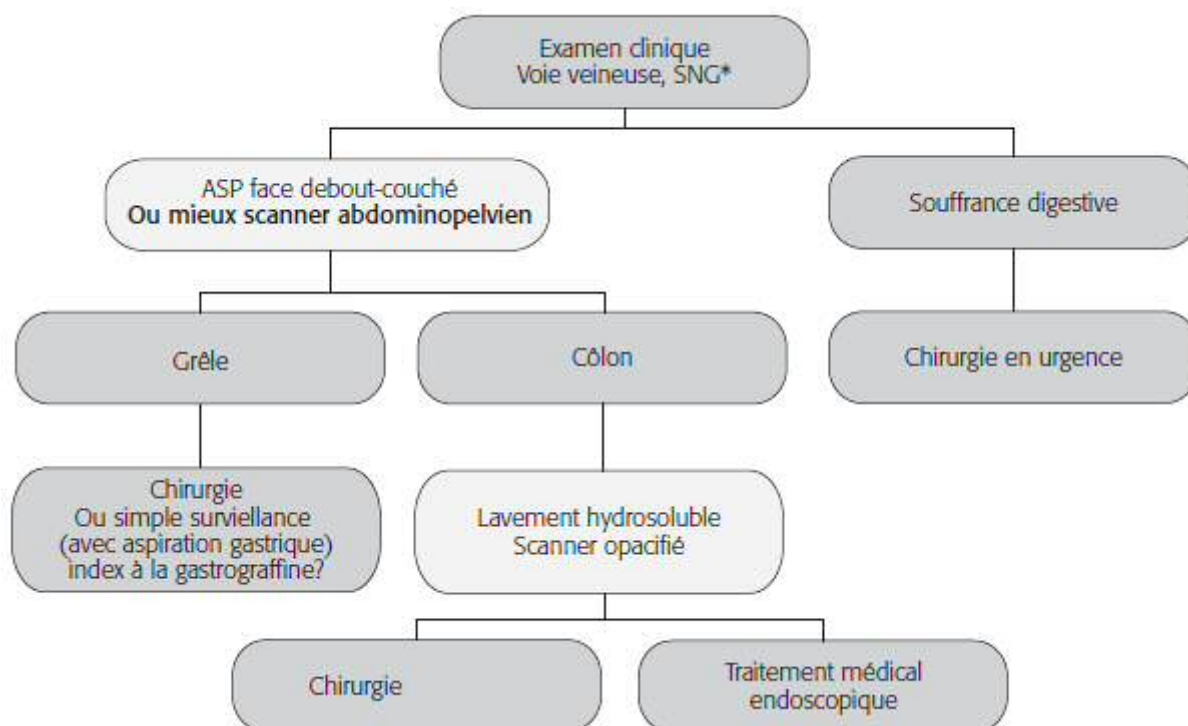 Examen clinique
Voie veineuse, SNG*
ASP face debout-couché
Ou mieux scanner abdominopelvien
Souffrance digestive
Grêle
Côlon
Chirurgie en urgence
Chirurgie
Ou simple surviellance
(avec aspiration gastrique)
index à la gastrograffine?
Lavement hydrosoluble
Scanner opacifié
Chirurgie
Traitement médical
endoscopique